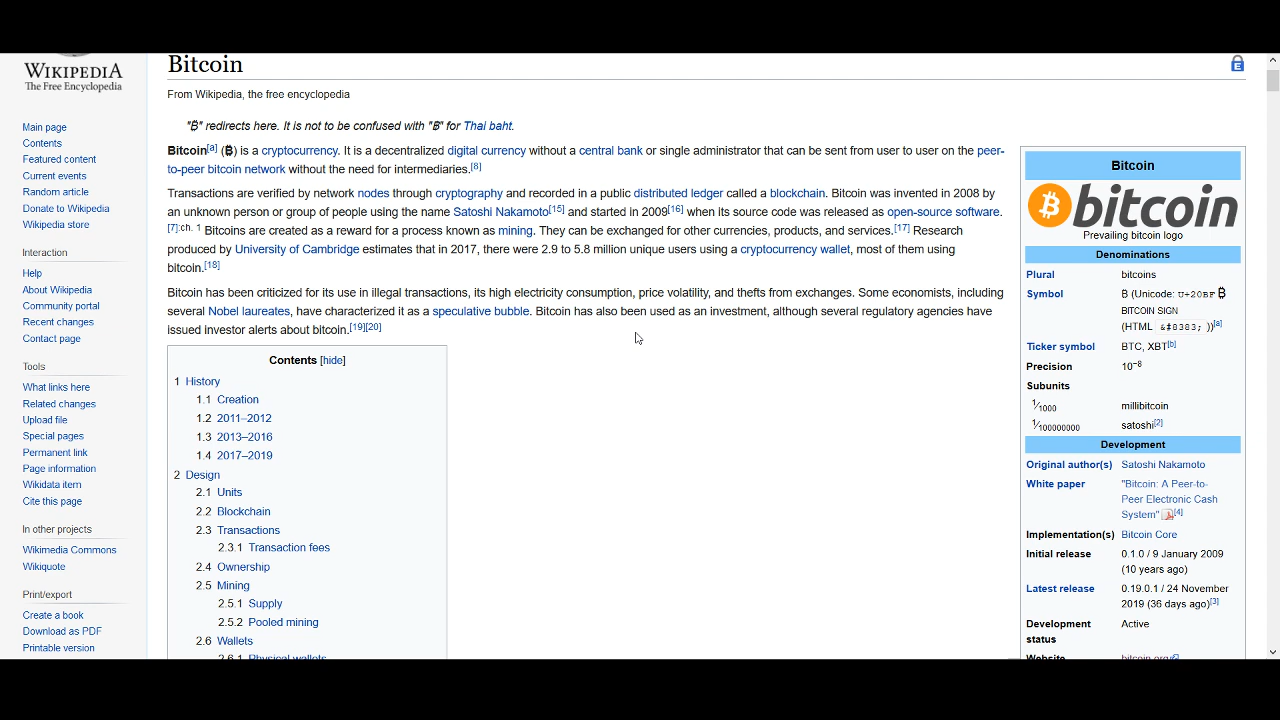 WIKIPEDIA
The Free Encyclopedia
Main page
Contents
Featured content
Current events
Random article
Donate to Wikipedia
Wikipedia store
Interaction
Help
About Wikipedia
Community portal
Recent changes
Contact page
Tools
What links here
Related changes
Upload file
Special pages
Permanent link
Page information
Wikidata item
Cite this page
In other projects
Wikimedia Commons
Wikiquote
Print/export
Create a book
Download as PDF
Printable version
Bitcoin
From Wikipedia, the free encyclopedia
"₿" redirects here. It is not to be confused with "฿" for Thai baht.
Bitcoin[a] (₿) is a cryptocurrency. It is a decentralized digital currency without a central bank or single administrator that can be sent from user to user on the peer-
to-peer bitcoin network without the need for intermediaries.[8]
Transactions are verified by network nodes through cryptography and recorded in a public distributed ledger called a blockchain. Bitcoin was invented in 2008 by
an unknown person or group of people using the name Satoshi Nakamoto[15] and started in 2009[16] when its source code was released as open-source software.
[7]:ch. 1 Bitcoins are created as a reward for a process known as mining. They can be exchanged for other currencies, products, and services.[17] Research
produced by University of Cambridge estimates that in 2017, there were 2.9 to 5.8 million unique users using a cryptocurrency wallet, most of them using
bitcoin.[18]
Bitcoin has been criticized for its use in illegal transactions, its high electricity consumption, price volatility, and thefts from exchanges. Some economists, including
several Nobel laureates, have characterized it as a speculative bubble. Bitcoin has also been used as an investment, although several regulatory agencies have
issued investor alerts about bitcoin.[19][20]
Contents [hide]
1 History
1.1 Creation
1.2 2011–2012
1.3 2013–2016
1.4 2017–2019
2 Design
2.1 Units
2.2 Blockchain
2.3 Transactions
2.3.1 Transaction fees
2.4 Ownership
2.5 Mining
2.5.1 Supply
2.5.2 Pooled mining
2.6 Wallets
2.6.1 Physical wallets
E
Bitcoin
₿ bitcoin
Prevailing bitcoin logo
Denominations
Plural bitcoins
Symbol ₿ (Unicode: U+20BF ₿
BITCOIN SIGN
(HTML &#8383; ))[a]
Ticker symbol BTC, XBT[b]
Precision 10−8
Subunits
1⁄1000 millibitcoin
1⁄100000000 satoshi[2]
Development
Original author(s) Satoshi Nakamoto
White paper "Bitcoin: A Peer-to-
Peer Electronic Cash
System" [4]
Implementation(s) Bitcoin Core
Initial release 0.1.0 / 9 January 2009
(10 years ago)
Latest release 0.19.0.1 / 24 November
2019 (36 days ago)[3]
Development Active
status
Website bitcoin.org